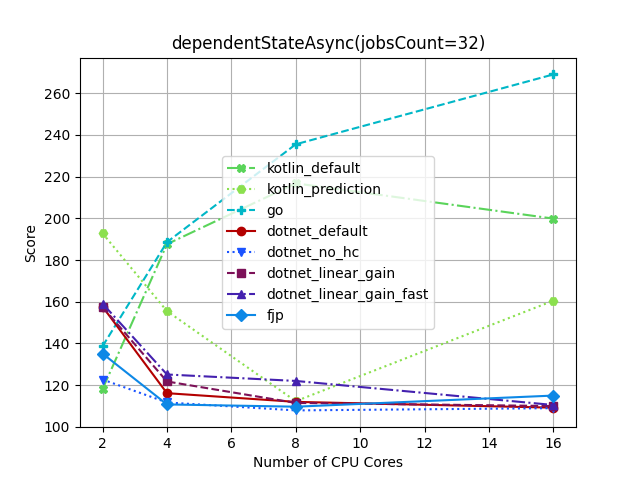 dependentStateAsync(jobsCount=32)
260
240
220
200
180
160
140
120
100
Score
kotlin_default
kotlin_prediction
go
dotnet_default
dotnet_no_hc
dotnet_linear_gain
dotnet_linear_gain_fast
fjp
2 4 6 8 10 12 14 16
Number of CPU Cores